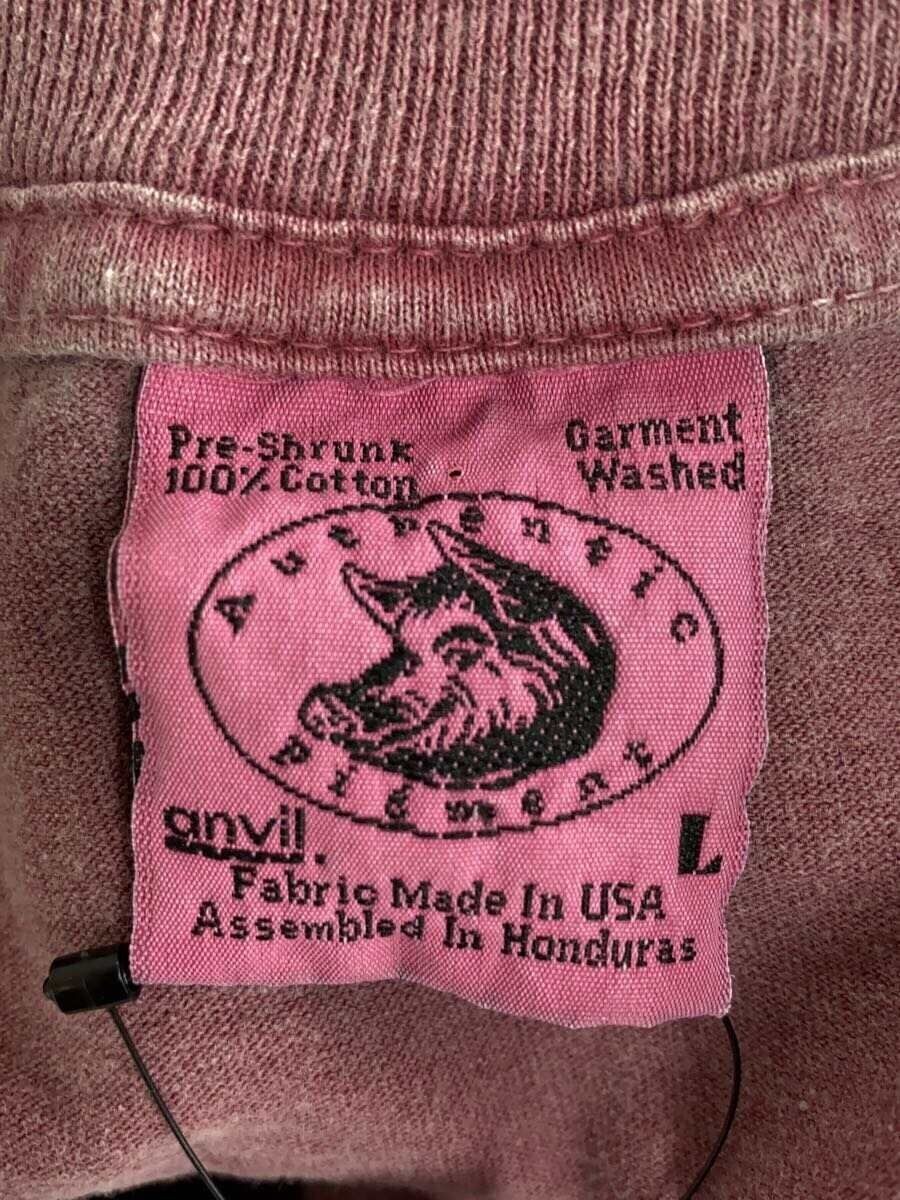 Pre-Shrunk
100% Cotton
Garment
Washed
Authentic
Pigment
anvil.
L
Fabric Made In USA
Assembled In Honduras